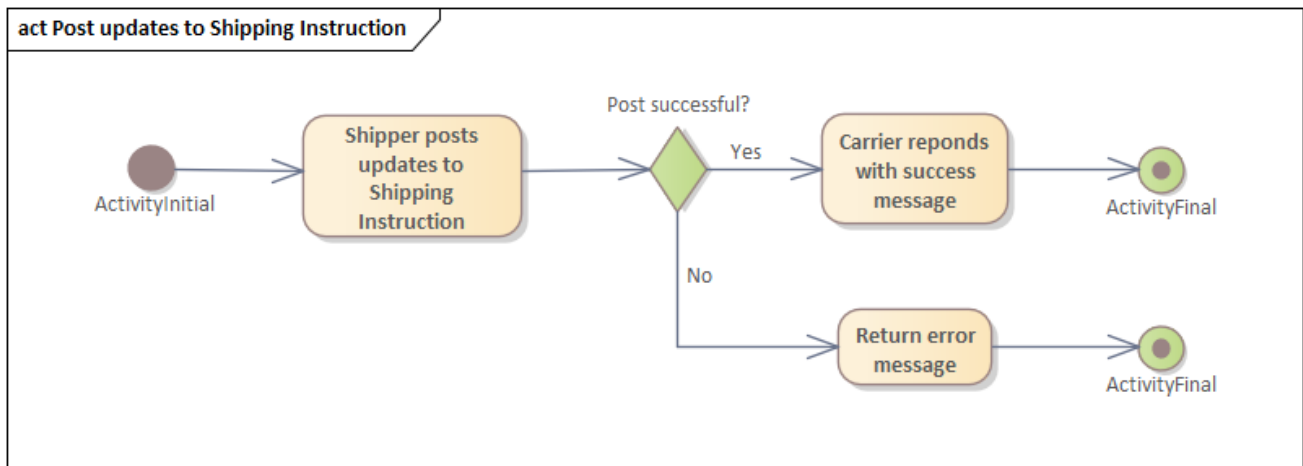 act Post updates to Shipping Instruction
Post successful?
Shipper posts
updates to
Shipping
Instruction
Yes
Carrier reponds
with success
message
ActivityInitial
ActivityFinal
No
Return error
message
ActivityFinal